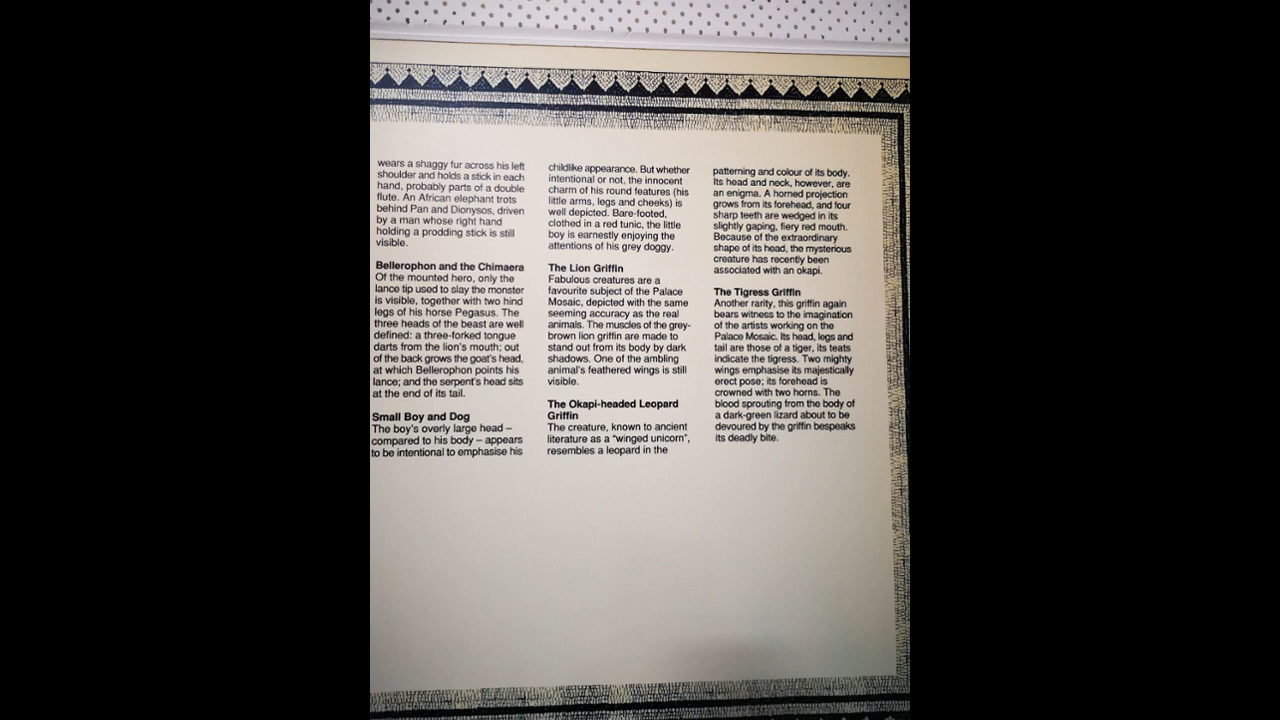 wears a shaggy fur across his left
shoulder and holds a stick in each
hand, probably parts of a double
flute. An African elephant trots
behind Pan and Dionysos, driven
by a man whose right hand
holding a prodding stick is still
visible.
Bellerophon and the Chimaera
Of the mounted hero, only the
lance tip used to slay the monster
is visible, together with two hind
legs of his horse Pegasus. The
three heads of the beast are well
defined: a three-forked tongue
darts from the lion's mouth; out
of the back grows the goat's head,
at which Bellerophon points his
lance; and the serpent's head sits
at the end of its tail.
Small Boy and Dog
The boy's overly large head –
compared to his body – appears
to be intentional to emphasise his
childlike appearance. But whether
intentional or not, the innocent
charm of his round features (his
little arms, legs and cheeks) is
well depicted. Bare-footed,
clothed in a red tunic, the little
boy is earnestly enjoying the
attentions of his grey doggy.
The Lion Griffin
Fabulous creatures are a
favourite subject of the Palace
Mosaic, depicted with the same
seeming accuracy as the real
animals. The muscles of the grey-
brown lion griffin are made to
stand out from its body by dark
shadows. One of the ambling
animal's feathered wings is still
visible.
The Okapi-headed Leopard
Griffin
The creature, known to ancient
literature as a "winged unicorn",
resembles a leopard in the
patterning and colour of its body.
Its head and neck, however, are
an enigma. A horned projection
grows from its forehead, and four
sharp teeth are wedged in its
slightly gaping, fiery red mouth.
Because of the extraordinary
shape of its head, the mysterious
creature has recently been
associated with an okapi.
The Tigress Griffin
Another rarity, this griffin again
bears witness to the imagination
of the artists working on the
Palace Mosaic. Its head, legs and
tail are those of a tiger, its teats
indicate the tigress. Two mighty
wings emphasise its majestically
erect pose; its forehead is
crowned with two horns. The
blood sprouting from the body of
a dark-green lizard about to be
devoured by the griffin bespeaks
its deadly bite.